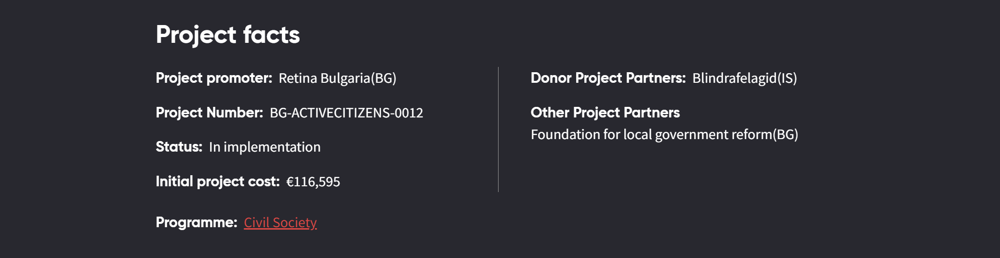 Project facts
Project promoter: Retina Bulgaria(BG)
Project Number: BG-ACTIVECITIZENS-0012
Status: In implementation
Initial project cost: €116,595
Programme: Civil Society
Donor Project Partners: Blindrafelagid(IS)
Other Project Partners
Foundation for local government reform(BG)